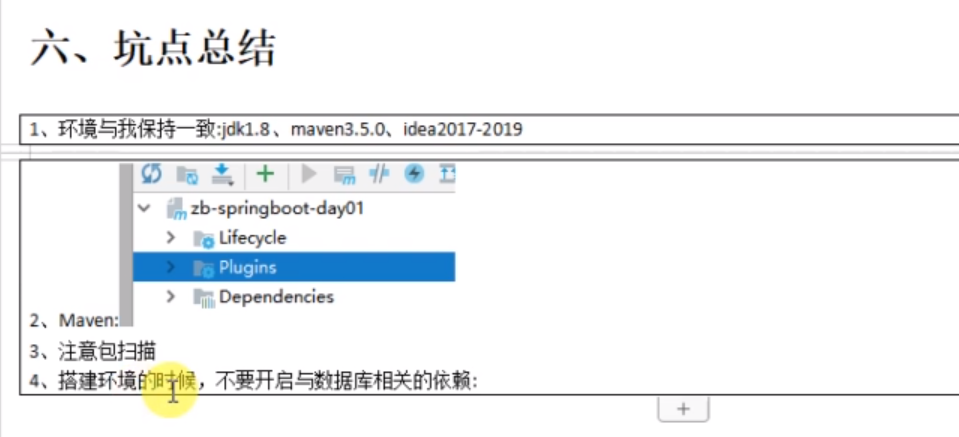 六、坑点总结
1、环境与我保持一致:jdk1.8、maven3.5.0、idea2017-2019
zb-springboot-day01
Lifecycle
Plugins
Dependencies
2、Maven:
3、注意包扫描
4、搭建环境的时候，不要开启与数据库相关的依赖: